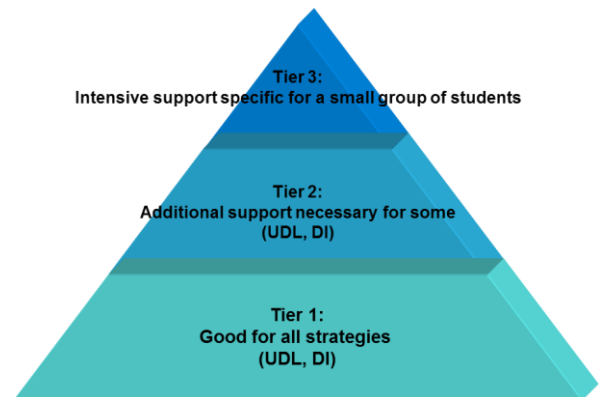 Tier 3:
Intensive support specific for a small group of students
Tier 2:
Additional support necessary for some
(UDL, DI)
Tier 1:
Good for all strategies
(UDL, DI)